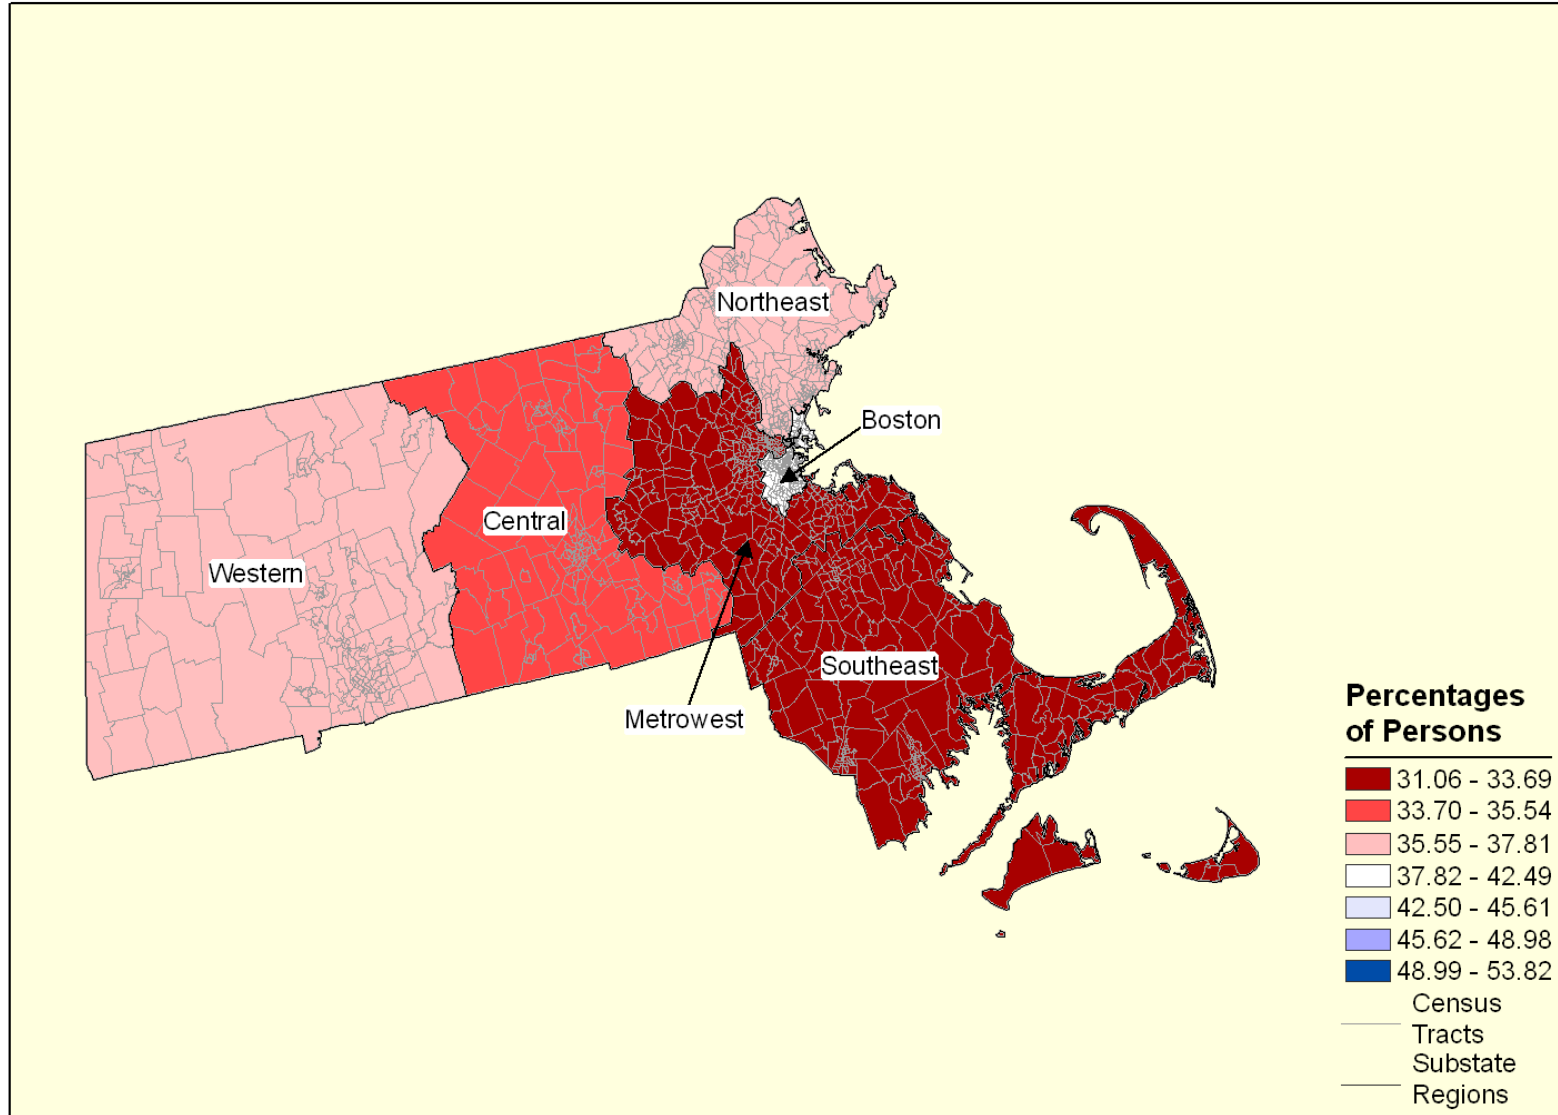 Northeast
Boston
Central
Western
Southeast
Metrowest
Percentages
of Persons
31.06 - 33.69
33.70 - 35.54
35.55 - 37.81
37.82 - 42.49
42.50 - 45.61
45.62 - 48.98
48.99 - 53.82
Census
Tracts
Substate
Regions